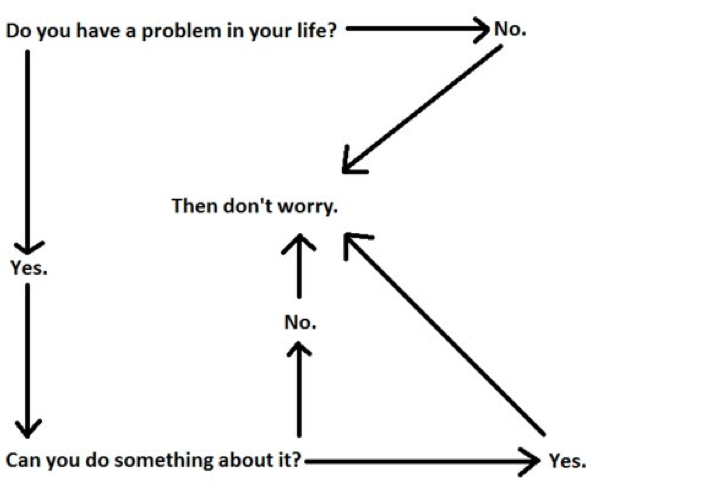 Do you have a problem in your life?
No.
Then don't worry.
Yes.
No.
Can you do something about it?
Yes.